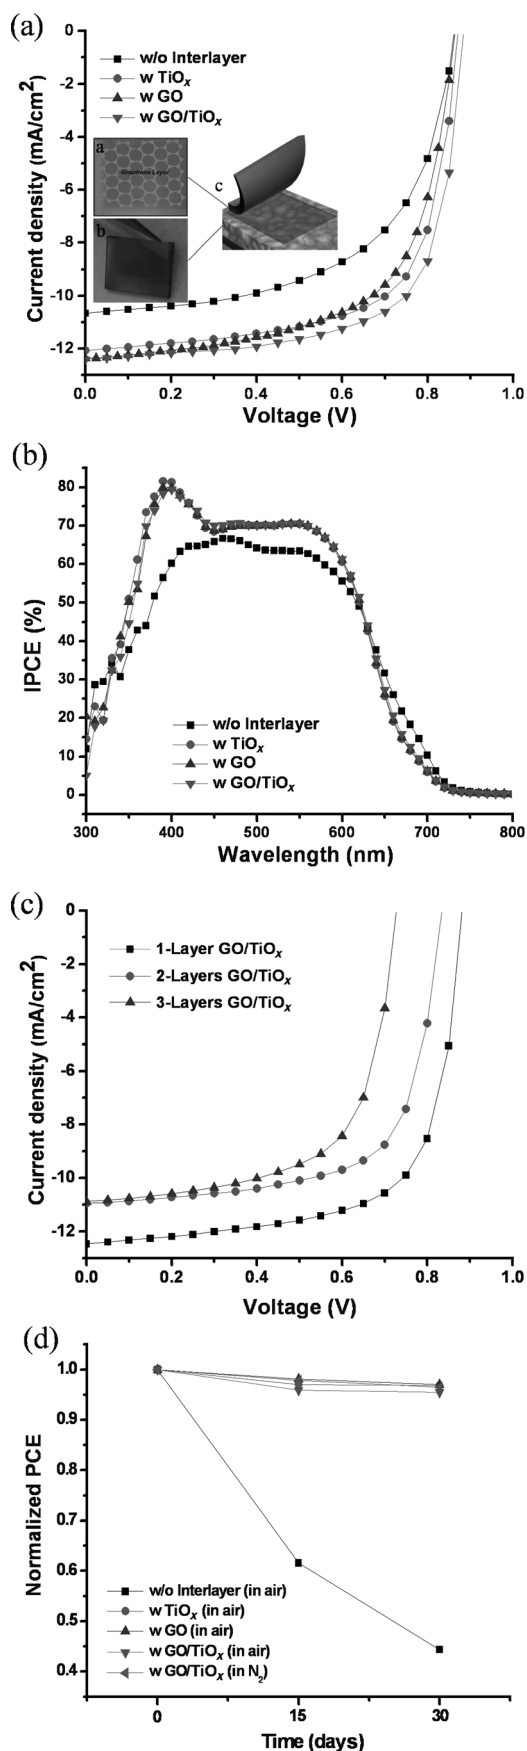 (a)
0
-2
-4
-6
-8
-10
-12
Current density (mA/cm²)
w/o Interlayer
w TiOₓ
w GO
w GO/TiOₓ
a
Graphene Layer
b
c
0.0 0.2 0.4 0.6 0.8 1.0
Voltage (V)
(b)
80
70
60
50
40
30
20
10
0
IPCE (%)
w/o Interlayer
w TiOₓ
w GO
w GO/TiOₓ
300 400 500 600 700 800
Wavelength (nm)
(c)
0
-2
-4
-6
-8
-10
-12
Current density (mA/cm²)
1-Layer GO/TiOₓ
2-Layers GO/TiOₓ
3-Layers GO/TiOₓ
0.0 0.2 0.4 0.6 0.8 1.0
Voltage (V)
(d)
1.0
0.9
0.8
0.7
0.6
0.5
0.4
Normalized PCE
w/o Interlayer (in air)
w TiOₓ (in air)
w GO (in air)
w GO/TiOₓ (in air)
w GO/TiOₓ (in N₂)
0 15 30
Time (days)